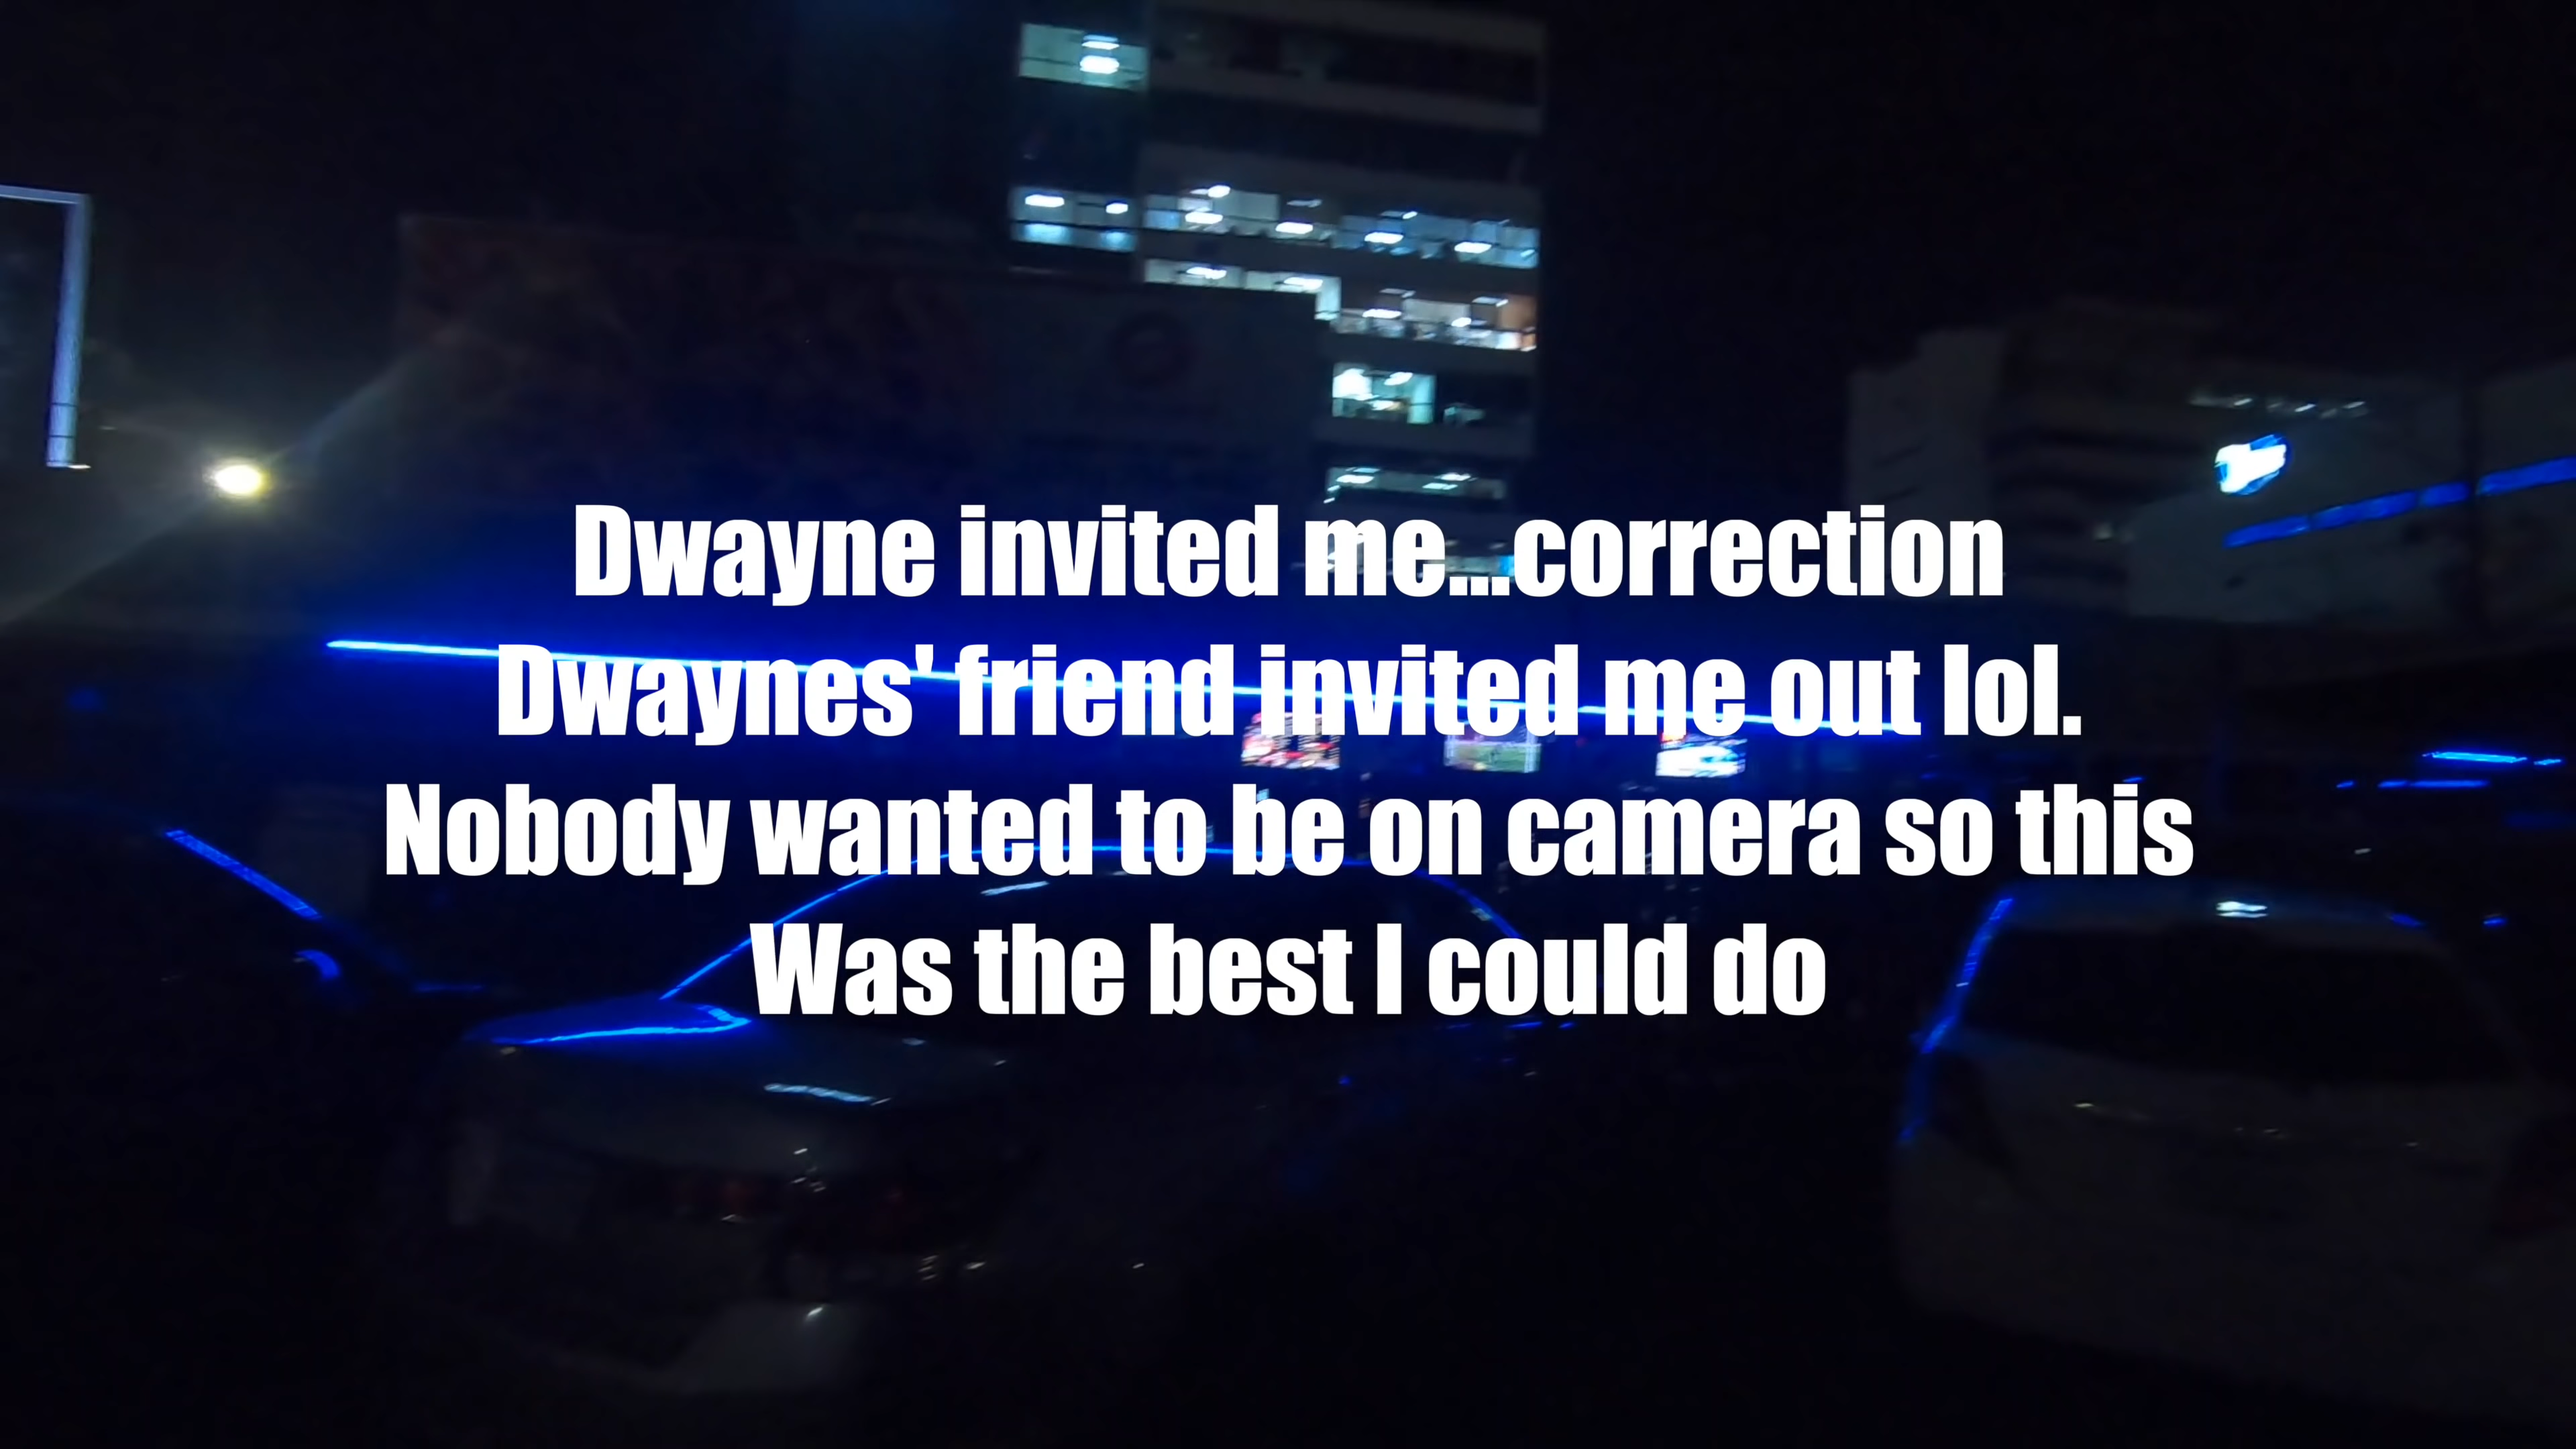 Dwayne invited me...correction
Dwaynes' friend invited me out lol.
Nobody wanted to be on camera so this
Was the best I could do